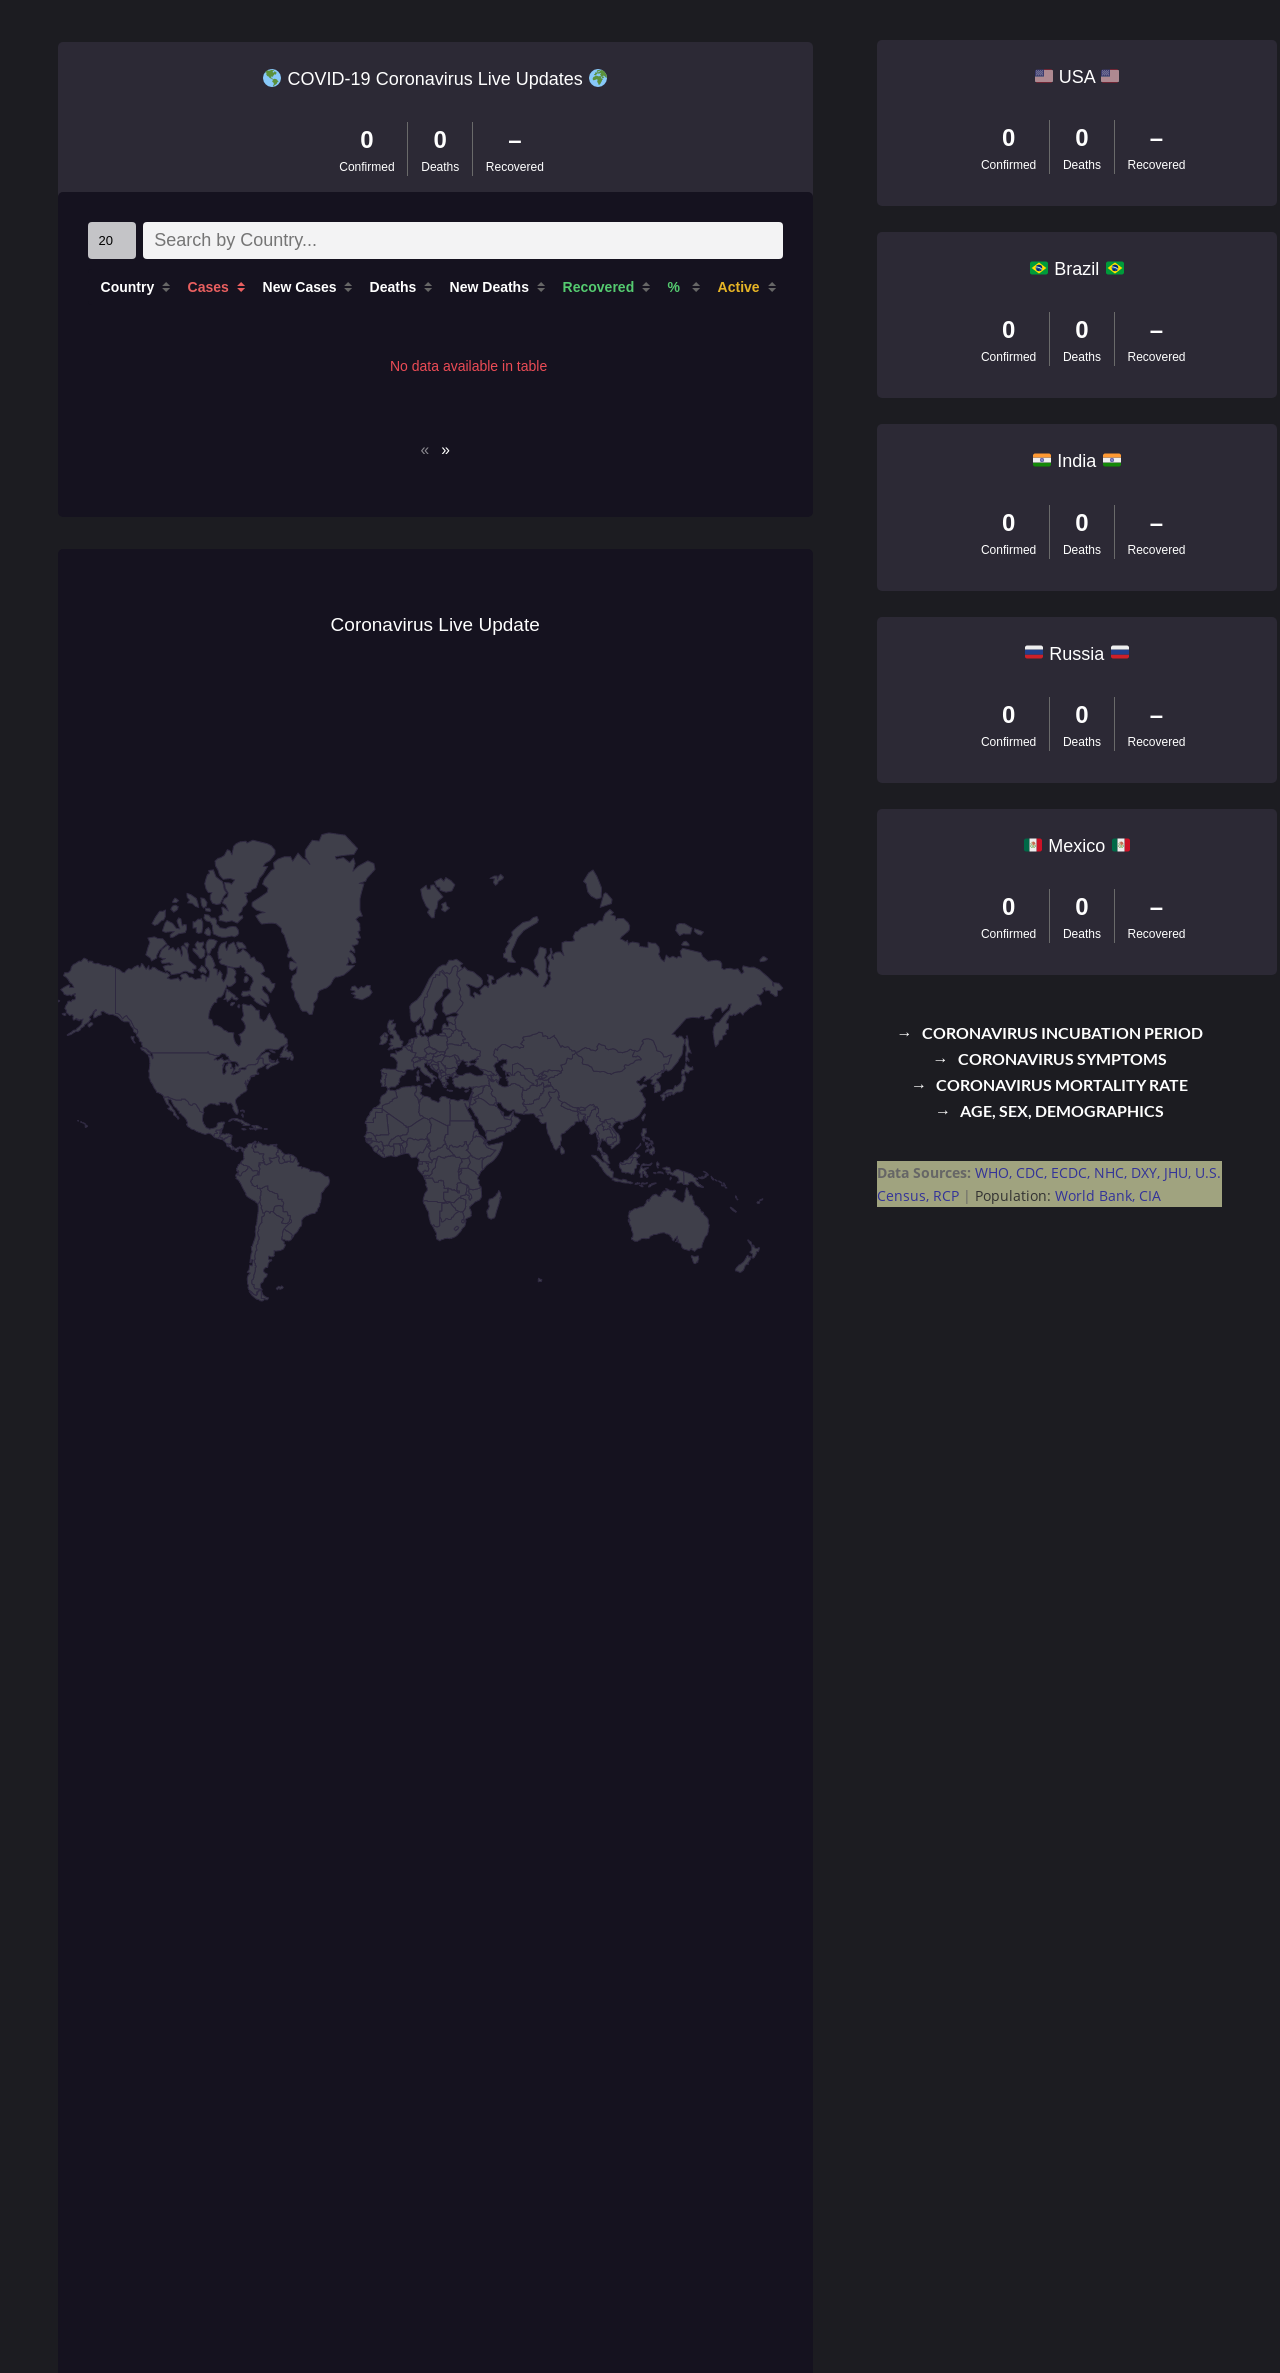 COVID-19 Coronavirus Live Updates
0 0 –
Confirmed Deaths Recovered
20 Search by Country...
Country Cases New Cases Deaths New Deaths Recovered % Active
No data available in table
« »
Coronavirus Live Update
USA
0 0 –
Confirmed Deaths Recovered
Brazil
0 0 –
Confirmed Deaths Recovered
India
0 0 –
Confirmed Deaths Recovered
Russia
0 0 –
Confirmed Deaths Recovered
Mexico
0 0 –
Confirmed Deaths Recovered
→ CORONAVIRUS INCUBATION PERIOD
→ CORONAVIRUS SYMPTOMS
→ CORONAVIRUS MORTALITY RATE
→ AGE, SEX, DEMOGRAPHICS
Data Sources: WHO, CDC, ECDC, NHC, DXY, JHU, U.S.
Census, RCP | Population: World Bank, CIA